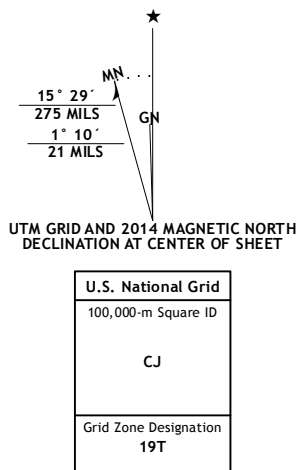 ★
MN
15° 29´
275 MILS
GN
1° 10´
21 MILS
UTM GRID AND 2014 MAGNETIC NORTH
DECLINATION AT CENTER OF SHEET
U.S. National Grid
100,000-m Square ID
CJ
Grid Zone Designation
19T